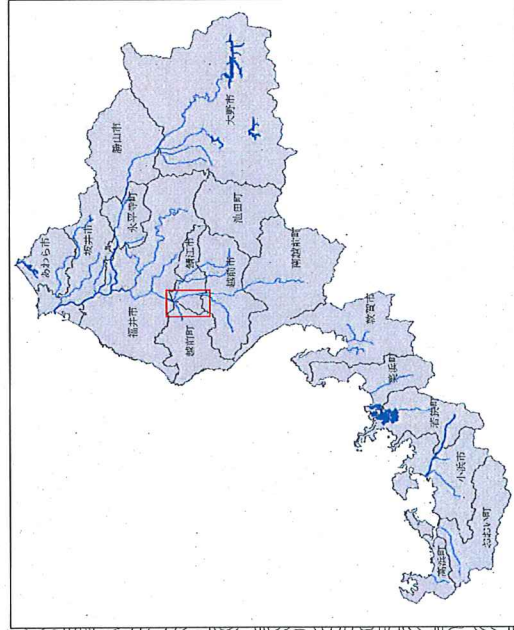 あわら市
坂井市
勝山市
永平寺町
福井市
大野市
鯖江市
池田町
越前町
越前市
南越前町
敦賀市
美浜町
若狭町
小浜市
おおい町
高浜町